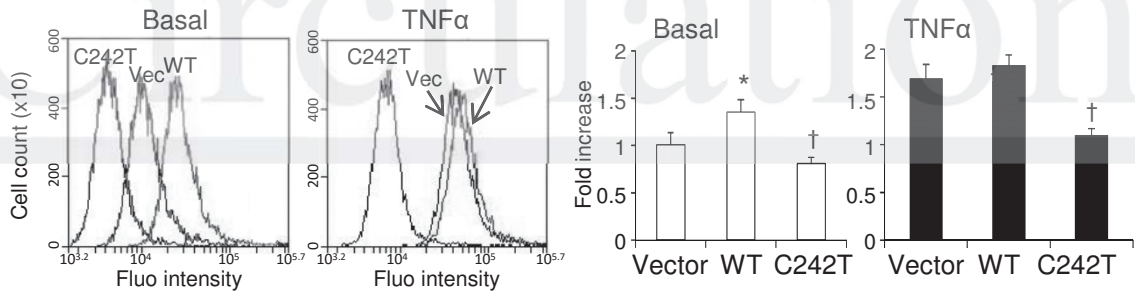 Circulation
Basal
Cell count (x10)
600
400
200
0
C242T
Vec
WT
10^3.2
10^4
10^5
10^5.7
Fluo intensity
TNFα
600
400
200
0
C242T
Vec
WT
10^3.2
10^4
10^5
10^5.7
Fluo intensity
Basal
Fold increase
2
1.5
1
0.5
0
*
†
Vector WT C242T
TNFα
2
1.5
1
0.5
0
†
Vector WT C242T